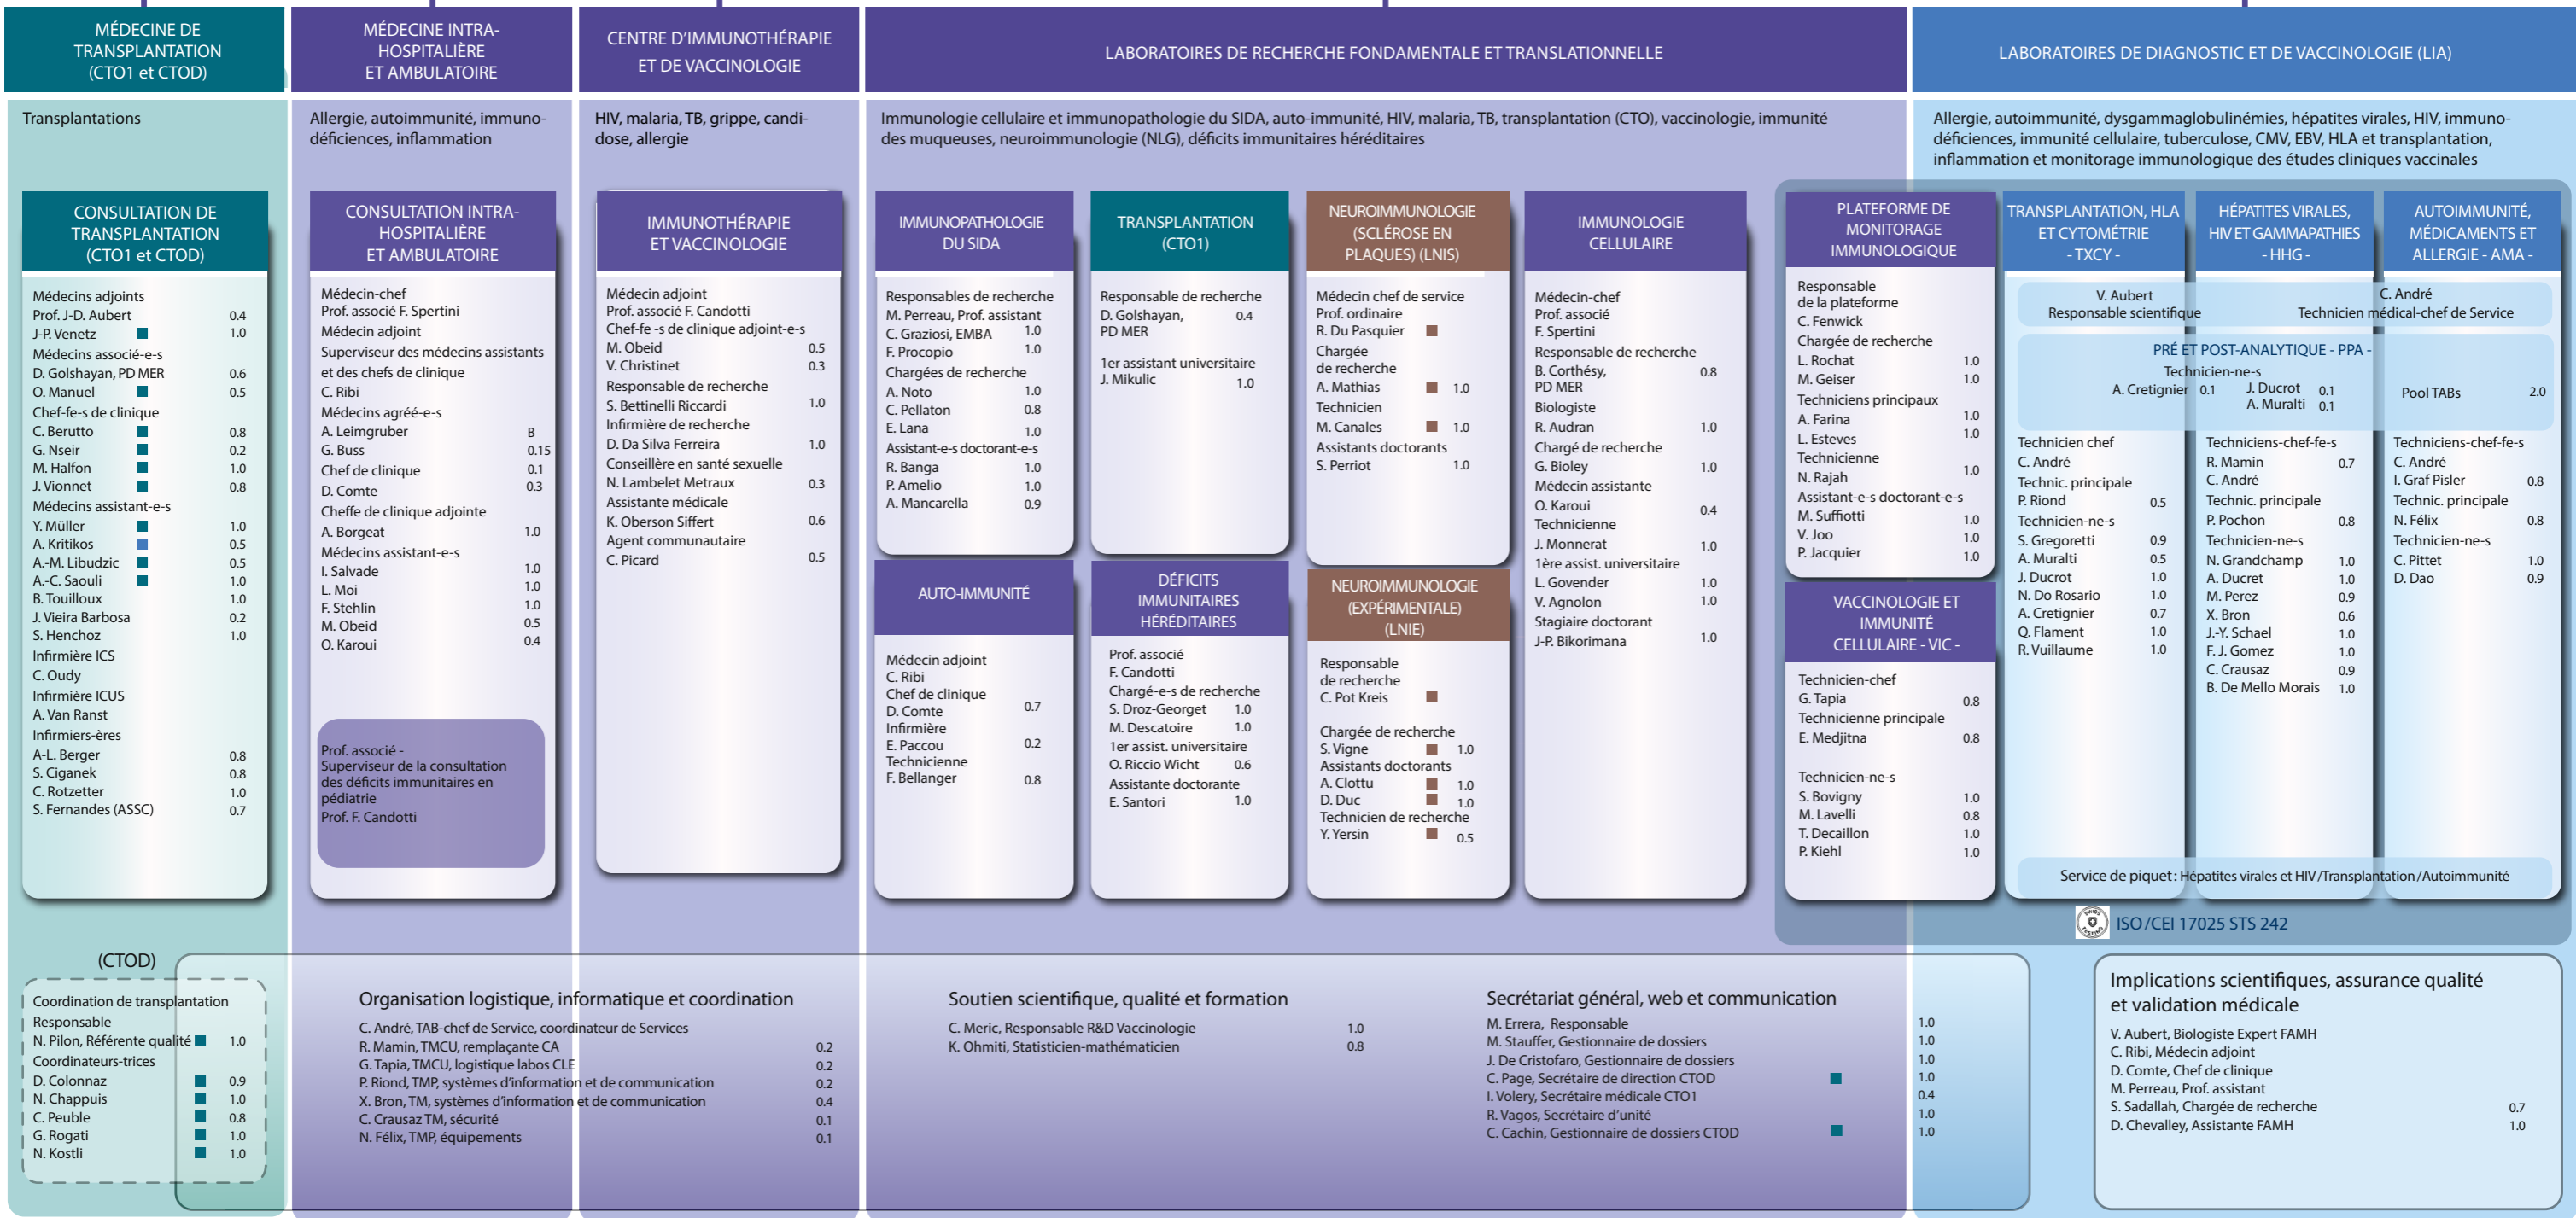 MÉDECINE DE
TRANSPLANTATION
(CTO1 et CTOD)
MÉDECINE INTRA-
HOSPITALIÈRE
ET AMBULATOIRE
CENTRE D'IMMUNOTHÉRAPIE
ET DE VACCINOLOGIE
LABORATOIRES DE RECHERCHE FONDAMENTALE ET TRANSLATIONNELLE
LABORATOIRES DE DIAGNOSTIC ET DE VACCINOLOGIE (LIA)
Transplantations
Allergie, autoimmunité, immuno-
déficiences, inflammation
HIV, malaria, TB, grippe, candi-
dose, allergie
Immunologie cellulaire et immunopathologie du SIDA, auto-immunité, HIV, malaria, TB, transplantation (CTO), vaccinologie, immunité
des muqueuses, neuroimmunologie (NLG), déficits immunitaires héréditaires
Allergie, autoimmunité, dysgammaglobulinémies, hépatites virales, HIV, immuno-
déficiences, immunité cellulaire, tuberculose, CMV, EBV, HLA et transplantation,
inflammation et monitorage immunologique des études cliniques vaccinales
CONSULTATION DE
TRANSPLANTATION
(CTO1 et CTOD)
Médecins adjoints
Prof. J-D. Aubert 0.4
J-P. Venetz 1.0
Médecins associé-e-s
D. Golshayan, PD MER 0.6
O. Manuel 0.5
Chef-fe-s de clinique
C. Berutto 0.8
G. Nseir 0.2
M. Halfon 1.0
J. Vionnet 0.8
Médecins assistant-e-s
Y. Müller 1.0
A. Kritikos 0.5
A.-M. Libudzic 0.5
A.-C. Saouli 1.0
B. Touilloux 1.0
J. Vieira Barbosa 0.2
S. Henchoz 1.0
Infirmière ICS
C. Oudy
Infirmière ICUS
A. Van Ranst
Infirmiers-ères
A-L. Berger 0.8
S. Ciganek 0.8
C. Rotzetter 1.0
S. Fernandes (ASSC) 0.7
CONSULTATION INTRA-
HOSPITALIÈRE
ET AMBULATOIRE
Médecin-chef
Prof. associé F. Spertini
Médecin adjoint
Superviseur des médecins assistants
et des chefs de clinique
C. Ribi
Médecins agréé-e-s
A. Leimgruber B
G. Buss 0.15
Chef de clinique 0.1
D. Comte 0.3
Cheffe de clinique adjointe
A. Borgeat 1.0
Médecins assistant-e-s
I. Salvade 1.0
L. Moi 1.0
F. Stehlin 1.0
M. Obeid 0.5
O. Karoui 0.4
Prof. associé -
Superviseur de la consultation
des déficits immunitaires en
pédiatrie
Prof. F. Candotti
IMMUNOTHÉRAPIE
ET VACCINOLOGIE
Médecin adjoint
Prof. associé F. Candotti
Chef-fe -s de clinique adjoint-e-s
M. Obeid 0.5
V. Christinet 0.3
Responsable de recherche
S. Bettinelli Riccardi 1.0
Infirmière de recherche
D. Da Silva Ferreira 1.0
Conseillère en santé sexuelle
N. Lambelet Metraux 0.3
Assistante médicale
K. Oberson Siffert 0.6
Agent communautaire
C. Picard 0.5
IMMUNOPATHOLOGIE
DU SIDA
Responsables de recherche
M. Perreau, Prof. assistant
C. Graziosi, EMBA 1.0
F. Procopio 1.0
Chargées de recherche
A. Noto 1.0
C. Pellaton 0.8
E. Lana 1.0
Assistant-e-s doctorant-e-s
R. Banga 1.0
P. Amelio 1.0
A. Mancarella 0.9
AUTO-IMMUNITÉ
Médecin adjoint
C. Ribi
Chef de clinique
D. Comte 0.7
Infirmière
E. Paccou 0.2
Technicienne
F. Bellanger 0.8
TRANSPLANTATION
(CTO1)
Responsable de recherche
D. Golshayan, 0.4
PD MER
1er assistant universitaire
J. Mikulic 1.0
DÉFICITS
IMMUNITAIRES
HÉRÉDITAIRES
Prof. associé
F. Candotti
Chargé-e-s de recherche
S. Droz-Georget 1.0
M. Descatoire 1.0
1er assist. universitaire
O. Riccio Wicht 0.6
Assistante doctorante
E. Santori 1.0
NEUROIMMUNOLOGIE
(SCLÉROSE EN
PLAQUES) (LNIS)
Médecin chef de service
Prof. ordinaire
R. Du Pasquier
Chargée
de recherche
A. Mathias 1.0
Technicien
M. Canales 1.0
Assistants doctorants
S. Perriot 1.0
NEUROIMMUNOLOGIE
(EXPÉRIMENTALE)
(LNIE)
Responsable
de recherche
C. Pot Kreis
Chargée de recherche
S. Vigne 1.0
Assistants doctorants
A. Clottu 1.0
D. Duc 1.0
Technicien de recherche
Y. Yersin 0.5
IMMUNOLOGIE
CELLULAIRE
Médecin-chef
Prof. associé
F. Spertini
Responsable de recherche
B. Corthésy, 0.8
PD MER
Biologiste
R. Audran 1.0
Chargé de recherche
G. Bioley 1.0
Médecin assistante
O. Karoui 0.4
Technicienne
J. Monnerat 1.0
1ère assist. universitaire
L. Govender 1.0
V. Agnolon 1.0
Stagiaire doctorant
J-P. Bikorimana 1.0
PLATEFORME DE
MONITORAGE
IMMUNOLOGIQUE
Responsable
de la plateforme
C. Fenwick
Chargée de recherche
L. Rochat 1.0
M. Geiser 1.0
Techniciens principaux
A. Farina 1.0
L. Esteves 1.0
Technicienne
N. Rajah 1.0
Assistant-e-s doctorant-e-s
M. Suffiotti 1.0
V. Joo 1.0
P. Jacquier 1.0
VACCINOLOGIE ET
IMMUNITÉ
CELLULAIRE - VIC -
Technicien-chef
G. Tapia 0.8
Technicienne principale
E. Medjitna 0.8
Technicien-ne-s
S. Bovigny 1.0
M. Lavelli 0.8
T. Decaillon 1.0
P. Kiehl 1.0
TRANSPLANTATION, HLA
ET CYTOMÉTRIE
- TXCY -
HÉPATITES VIRALES,
HIV ET GAMMAPATHIES
- HHG -
AUTOIMMUNITÉ,
MÉDICAMENTS ET
ALLERGIE - AMA -
V. Aubert
Responsable scientifique
C. André
Technicien médical-chef de Service
PRÉ ET POST-ANALYTIQUE - PPA -
Technicien-ne-s
A. Cretignier 0.1
J. Ducrot 0.1
A. Muralti 0.1
Pool TABs 2.0
Technicien chef
C. André
Technic. principale
P. Riond 0.5
Technicien-ne-s
S. Gregoretti 0.9
A. Muralti 0.5
J. Ducrot 1.0
N. Do Rosario 1.0
A. Cretignier 0.7
Q. Flament 1.0
R. Vuillaume 1.0
Techniciens-chef-fe-s
R. Mamin 0.7
C. André
Technic. principale
P. Pochon 0.8
Technicien-ne-s
N. Grandchamp 1.0
A. Ducret 1.0
M. Perez 0.9
X. Bron 0.6
J.-Y. Schael 1.0
F. J. Gomez 1.0
C. Crausaz 0.9
B. De Mello Morais 1.0
Techniciens-chef-fe-s
C. André
I. Graf Pisler 0.8
Technic. principale
N. Félix 0.8
Technicien-ne-s
C. Pittet 1.0
D. Dao 0.9
Service de piquet : Hépatites virales et HIV/Transplantation/Autoimmunité
ISO/CEI 17025 STS 242
(CTOD)
Coordination de transplantation
Responsable
N. Pilon, Référente qualité 1.0
Coordinateurs-trices
D. Colonnaz 0.9
N. Chappuis 1.0
C. Peuble 0.8
G. Rogati 1.0
N. Kostli 1.0
Organisation logistique, informatique et coordination
C. André, TAB-chef de Service, coordinateur de Services
R. Mamin, TMCU, remplaçante CA 0.2
G. Tapia, TMCU, logistique labos CLE 0.2
P. Riond, TMP, systèmes d'information et de communication 0.2
X. Bron, TM, systèmes d'information et de communication 0.4
C. Crausaz TM, sécurité 0.1
N. Félix, TMP, équipements 0.1
Soutien scientifique, qualité et formation
C. Meric, Responsable R&D Vaccinologie 1.0
K. Ohmiti, Statisticien-mathématicien 0.8
Secrétariat général, web et communication
M. Errera, Responsable 1.0
M. Stauffer, Gestionnaire de dossiers 1.0
J. De Cristofaro, Gestionnaire de dossiers 1.0
C. Page, Secrétaire de direction CTOD 1.0
I. Volery, Secrétaire médicale CTO1 0.4
R. Vagos, Secrétaire d'unité 1.0
C. Cachin, Gestionnaire de dossiers CTOD 1.0
Implications scientifiques, assurance qualité
et validation médicale
V. Aubert, Biologiste Expert FAMH
C. Ribi, Médecin adjoint
D. Comte, Chef de clinique
M. Perreau, Prof. assistant
S. Sadallah, Chargée de recherche 0.7
D. Chevalley, Assistante FAMH 1.0